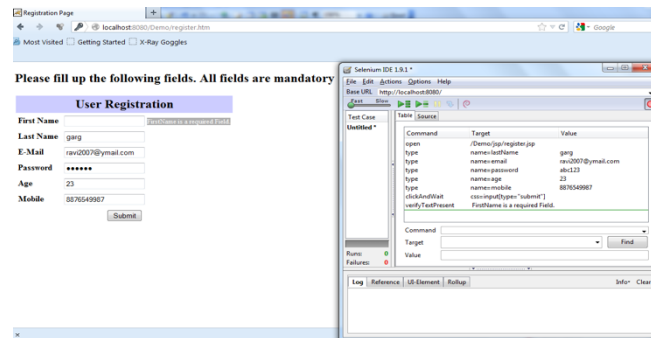 Registration Page
localhost:8080/Demo/register.htm
Google
Most Visited Getting Started X-Ray Goggles
Please fill up the following fields. All fields are mandatory
User Registration
First Name FirstName is a required Field.
Last Name garg
E-Mail ravi2007@ymail.com
Password ••••••
Age 23
Mobile 8876549987
Submit
Selenium IDE 1.9.1 *
File Edit Actions Options Help
Base URL http://localhost:8080/
Fast Slow
Test Case
Untitled *
Table Source
Command Target Value
open /Demo/jsp/register.jsp
type name=lastName garg
type name=email ravi2007@ymail.com
type name=password abc123
type name=age 23
type name=mobile 8876549987
clickAndWait css=input[type="submit"]
verifyTextPresent FirstName is a required Field.
Command
Target Find
Value
Runs: 0
Failures: 0
Log Reference UI-Element Rollup Info Clear